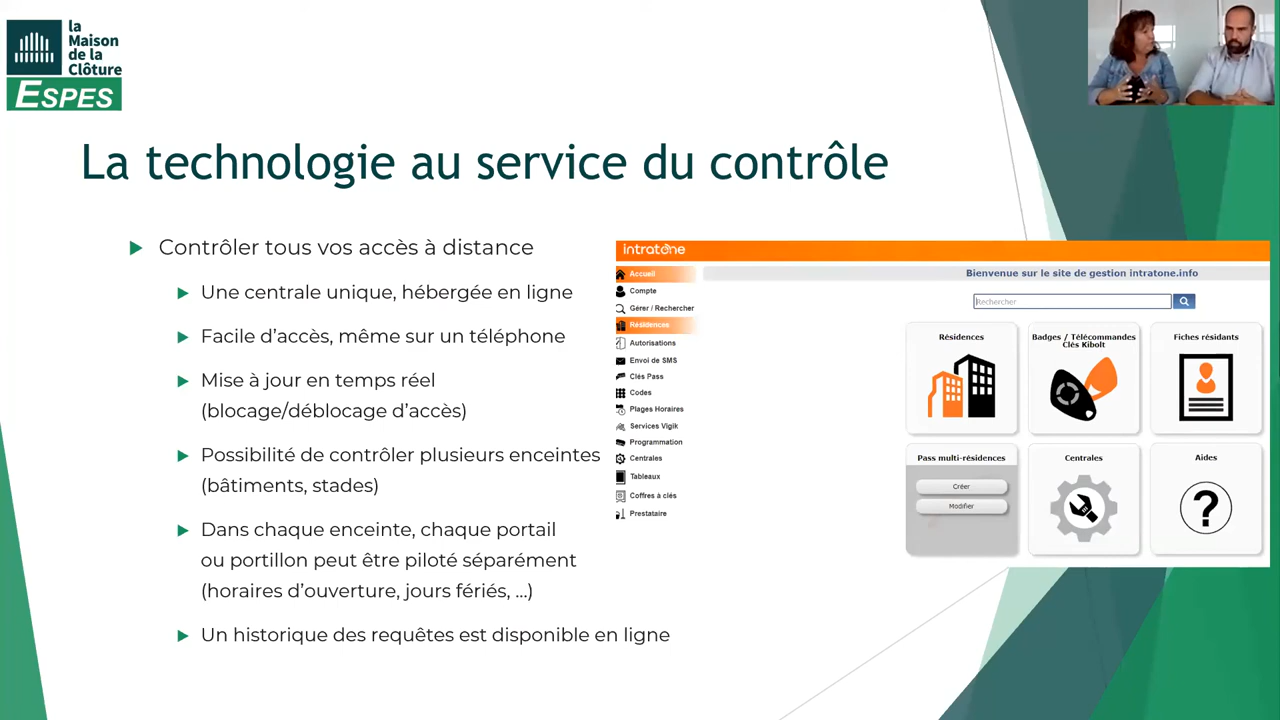 la
Maison
de la
Clôture
ESPES
La technologie au service du contrôle
Contrôler tous vos accès à distance
Une centrale unique, hébergée en ligne
Facile d’accès, même sur un téléphone
Mise à jour en temps réel
(blocage/déblocage d’accès)
Possibilité de contrôler plusieurs enceintes
(bâtiments, stades)
Dans chaque enceinte, chaque portail
ou portillon peut être piloté séparément
(horaires d’ouverture, jours fériés, ...)
Un historique des requêtes est disponible en ligne
intratone
Accueil
Compte
Gérer / Rechercher
Résidences
Autorisations
Envoi de SMS
Clés Pass
Codes
Plages Horaires
Services Vigik
Programmation
Centrales
Tableaux
Coffres à clés
Prestataire
Bienvenue sur le site de gestion intratone.info
Rechercher
Résidences
Badges / Télécommandes
Clés Kibolt
Fiches résidants
Pass multi-résidences
Créer
Modifier
Centrales
Aides
?